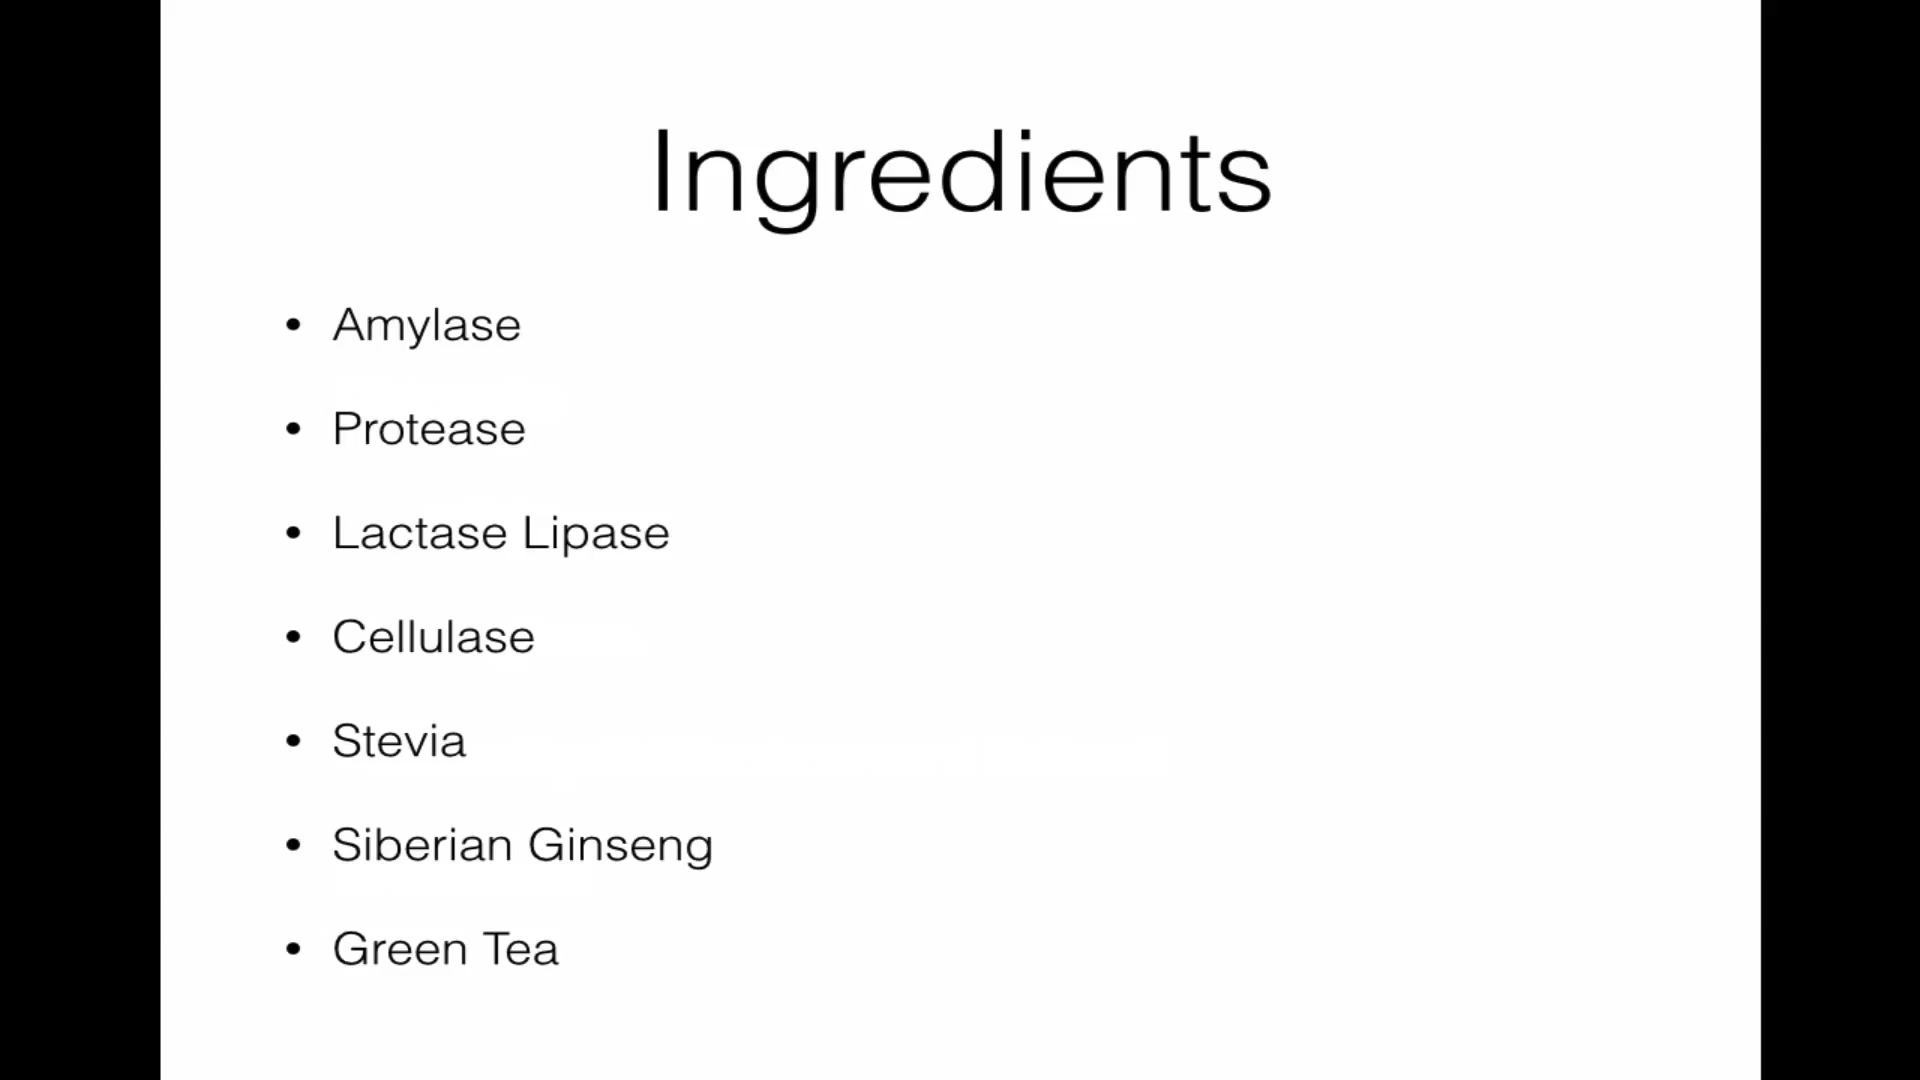 Ingredients
• Amylase
• Protease
• Lactase Lipase
• Cellulase
• Stevia
• Siberian Ginseng
• Green Tea